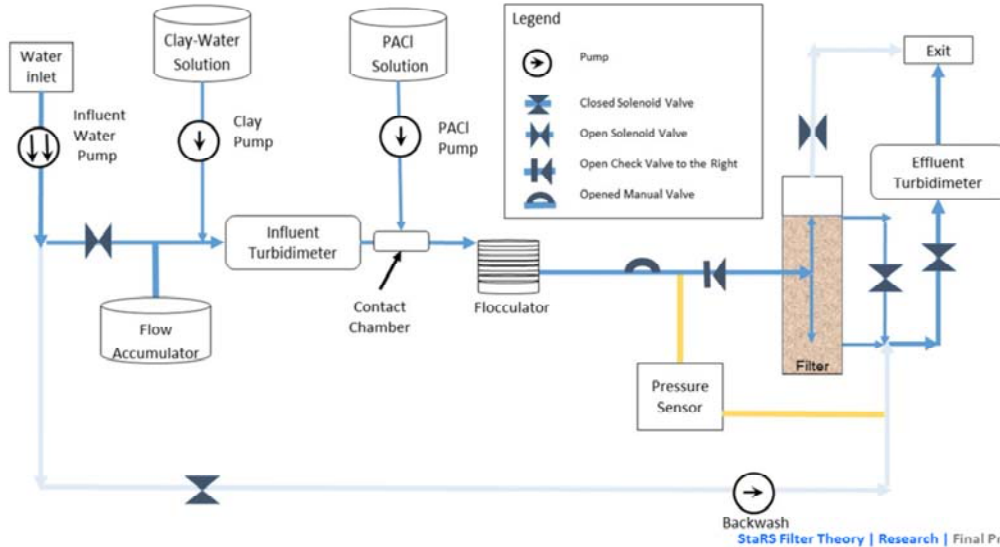 Legend
Pump
Closed Solenoid Valve
Open Solenoid Valve
Open Check Valve to the Right
Opened Manual Valve
Water
inlet
Influent
Water
Pump
Clay-Water
Solution
Clay
Pump
PACl
Solution
PACl
Pump
Exit
Effluent
Turbidimeter
Influent
Turbidimeter
Contact
Chamber
Flocculator
Flow
Accumulator
Filter
Pressure
Sensor
Backwash
StaRS Filter Theory | Research | Final